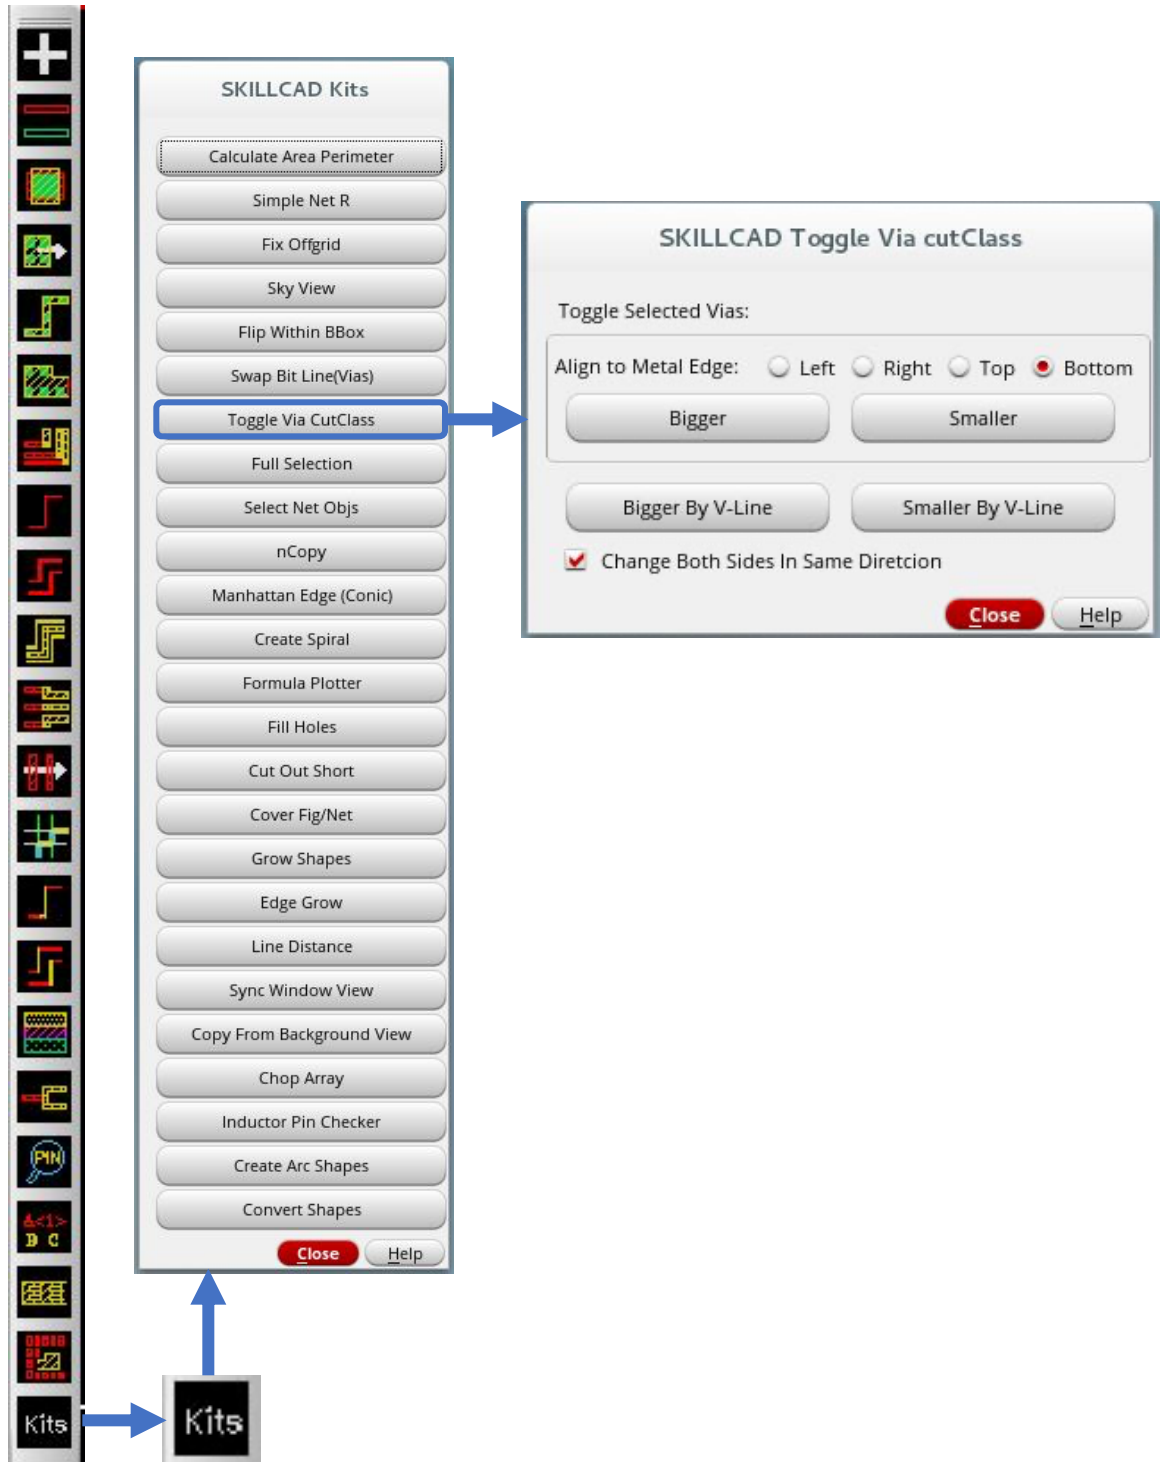 SKILLCAD Kits
Calculate Area Perimeter
Simple Net R
Fix Offgrid
Sky View
Flip Within BBox
Swap Bit Line(Vias)
Toggle Via CutClass
Full Selection
Select Net Objs
nCopy
Manhattan Edge (Conic)
Create Spiral
Formula Plotter
Fill Holes
Cut Out Short
Cover Fig/Net
Grow Shapes
Edge Grow
Line Distance
Sync Window View
Copy From Background View
Chop Array
Inductor Pin Checker
Create Arc Shapes
Convert Shapes
Close Help
SKILLCAD Toggle Via cutClass
Toggle Selected Vias:
Align to Metal Edge: Left Right Top Bottom
Bigger Smaller
Bigger By V-Line Smaller By V-Line
Change Both Sides In Same Diretcion
Close Help
PIN
A<1>
B C
Kits
Kits